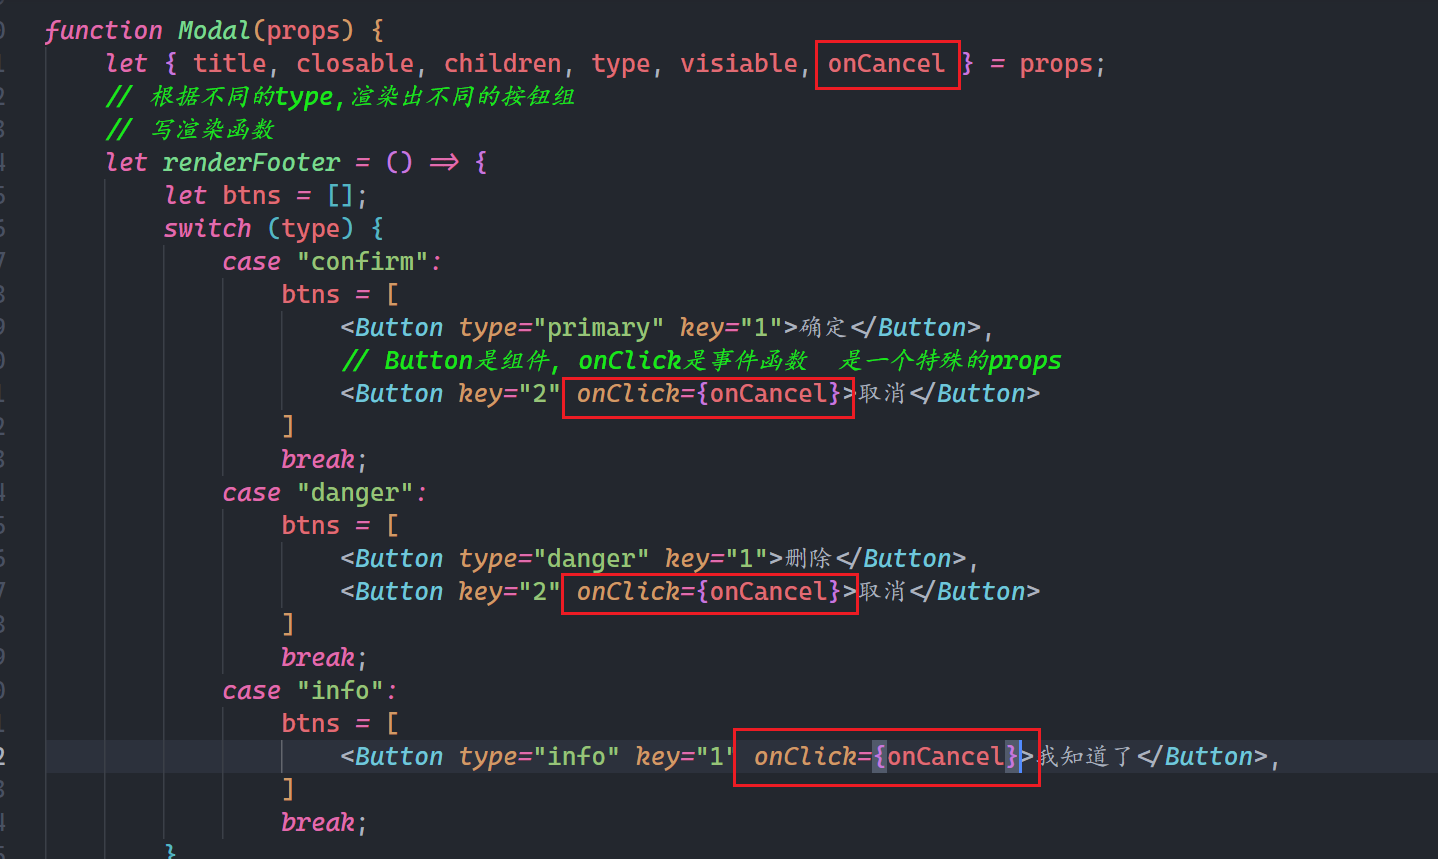 function Modal(props) {
let { title, closable, children, type, visiable, onCancel } = props;
// 根据不同的type,渲染出不同的按钮组
// 写渲染函数
let renderFooter = () => {
let btns = [];
switch (type) {
case "confirm":
btns = [
<Button type="primary" key="1">确定</Button>,
// Button是组件, onClick是事件函数 是一个特殊的props
<Button key="2" onClick={onCancel}>取消</Button>
]
break;
case "danger":
btns = [
<Button type="danger" key="1">删除</Button>,
<Button key="2" onClick={onCancel}>取消</Button>
]
break;
case "info":
btns = [
<Button type="info" key="1" onClick={onCancel}>我知道了</Button>,
]
break;
}